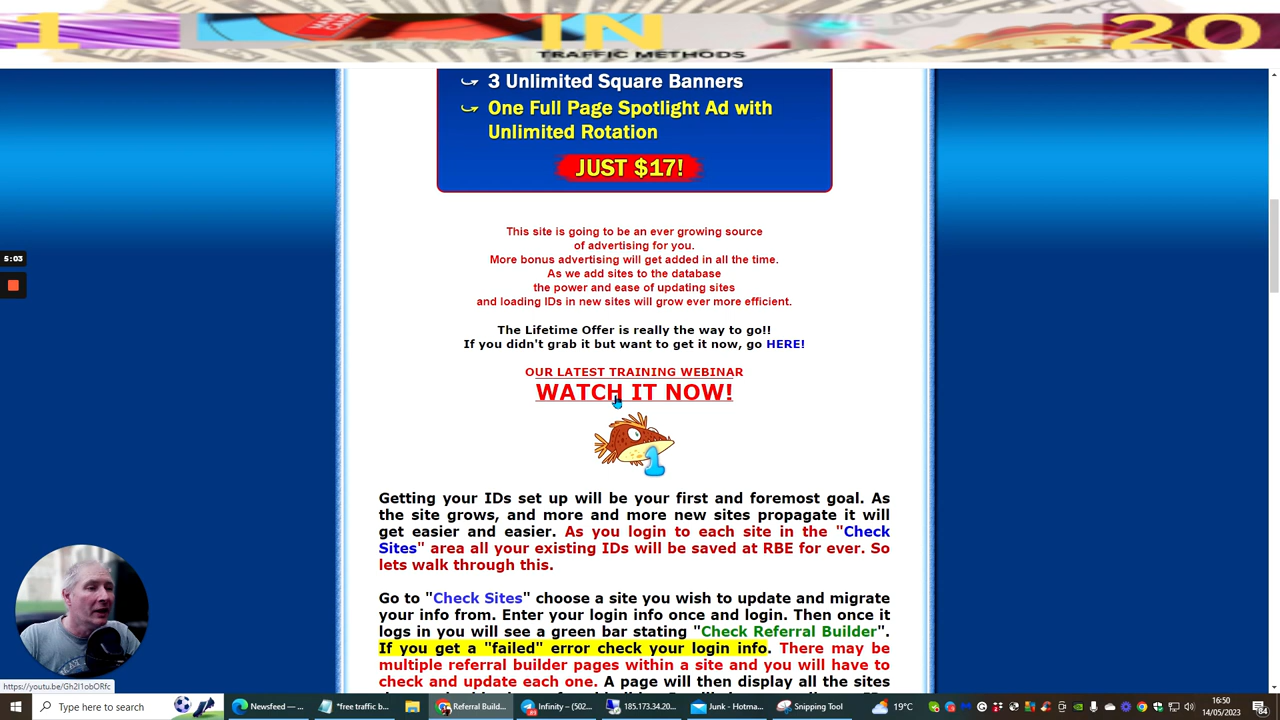 1 IN 20
TRAFFIC METHODS
3 Unlimited Square Banners
One Full Page Spotlight Ad with
Unlimited Rotation
JUST $17!
This site is going to be an ever growing source
of advertising for you.
More bonus advertising will get added in all the time.
As we add sites to the database
the power and ease of updating sites
and loading IDs in new sites will grow ever more efficient.
5:03
The Lifetime Offer is really the way to go!!
If you didn't grab it but want to get it now, go HERE!
OUR LATEST TRAINING WEBINAR
WATCH IT NOW!
1
Getting your IDs set up will be your first and foremost goal. As
the site grows, and more and more new sites propagate it will
get easier and easier. As you login to each site in the "Check
Sites" area all your existing IDs will be saved at RBE for ever. So
lets walk through this.
Go to "Check Sites" choose a site you wish to update and migrate
your info from. Enter your login info once and login. Then once it
logs in you will see a green bar stating "Check Referral Builder".
If you get a "failed" error check your login info. There may be
multiple referral builder pages within a site and you will have to
check and update each one. A page will then display all the sites
https://youtu.be/Gh2I1obORfc
Type here to search
Newsfeed — ...
*free traffic b...
Referral Build...
Infinity – (502...
185.173.34.20...
Junk - Hotma...
Snipping Tool
19°C
16:50
14/05/2023